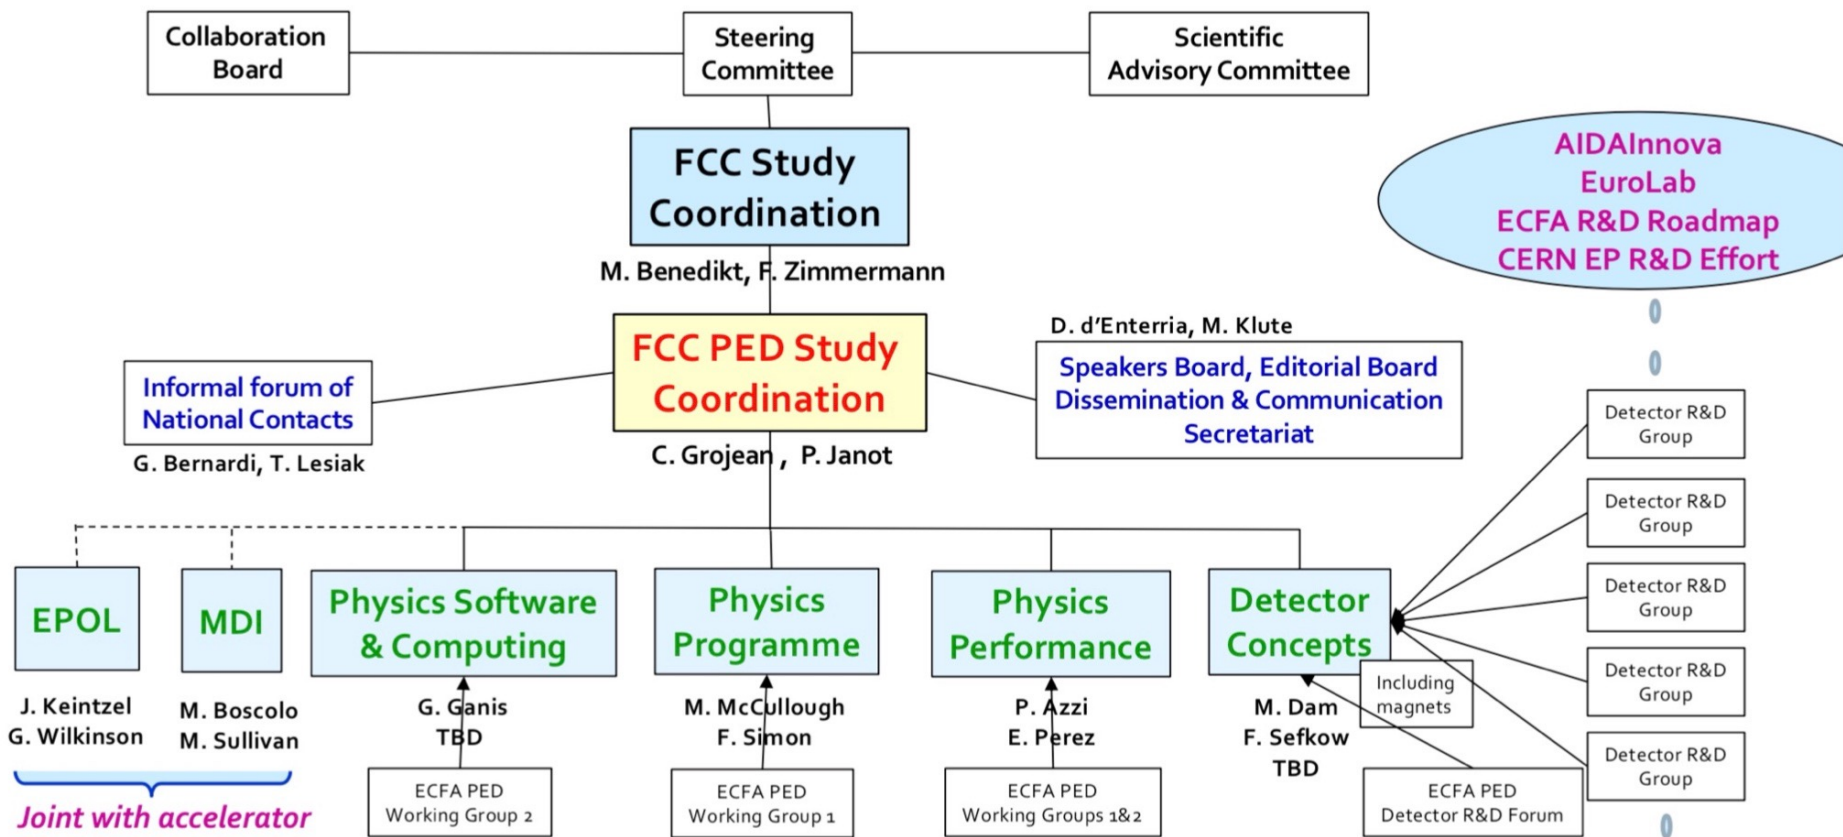 Collaboration
Board
Steering
Committee
Scientific
Advisory Committee
FCC Study
Coordination
M. Benedikt, F. Zimmermann
AIDAInnova
EuroLab
ECFA R&D Roadmap
CERN EP R&D Effort
FCC PED Study
Coordination
C. Grojean , P. Janot
Informal forum of
National Contacts
G. Bernardi, T. Lesiak
D. d'Enterria, M. Klute
Speakers Board, Editorial Board
Dissemination & Communication
Secretariat
Detector R&D
Group
Detector R&D
Group
Detector R&D
Group
Detector R&D
Group
Detector R&D
Group
EPOL
J. Keintzel
G. Wilkinson
MDI
M. Boscolo
M. Sullivan
Joint with accelerator
Physics Software
& Computing
G. Ganis
TBD
ECFA PED
Working Group 2
Physics
Programme
M. McCullough
F. Simon
ECFA PED
Working Group 1
Physics
Performance
P. Azzi
E. Perez
ECFA PED
Working Groups 1&2
Detector
Concepts
Including
magnets
M. Dam
F. Sefkow
TBD
ECFA PED
Detector R&D Forum